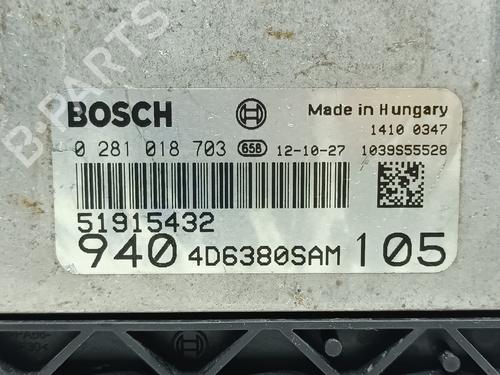 B-PARTS
BOSCH
Made in Hungary
1410 0347
0 281 018 703 658 12-10-27 1039S55528
51915432
940 4D6380SAM 105